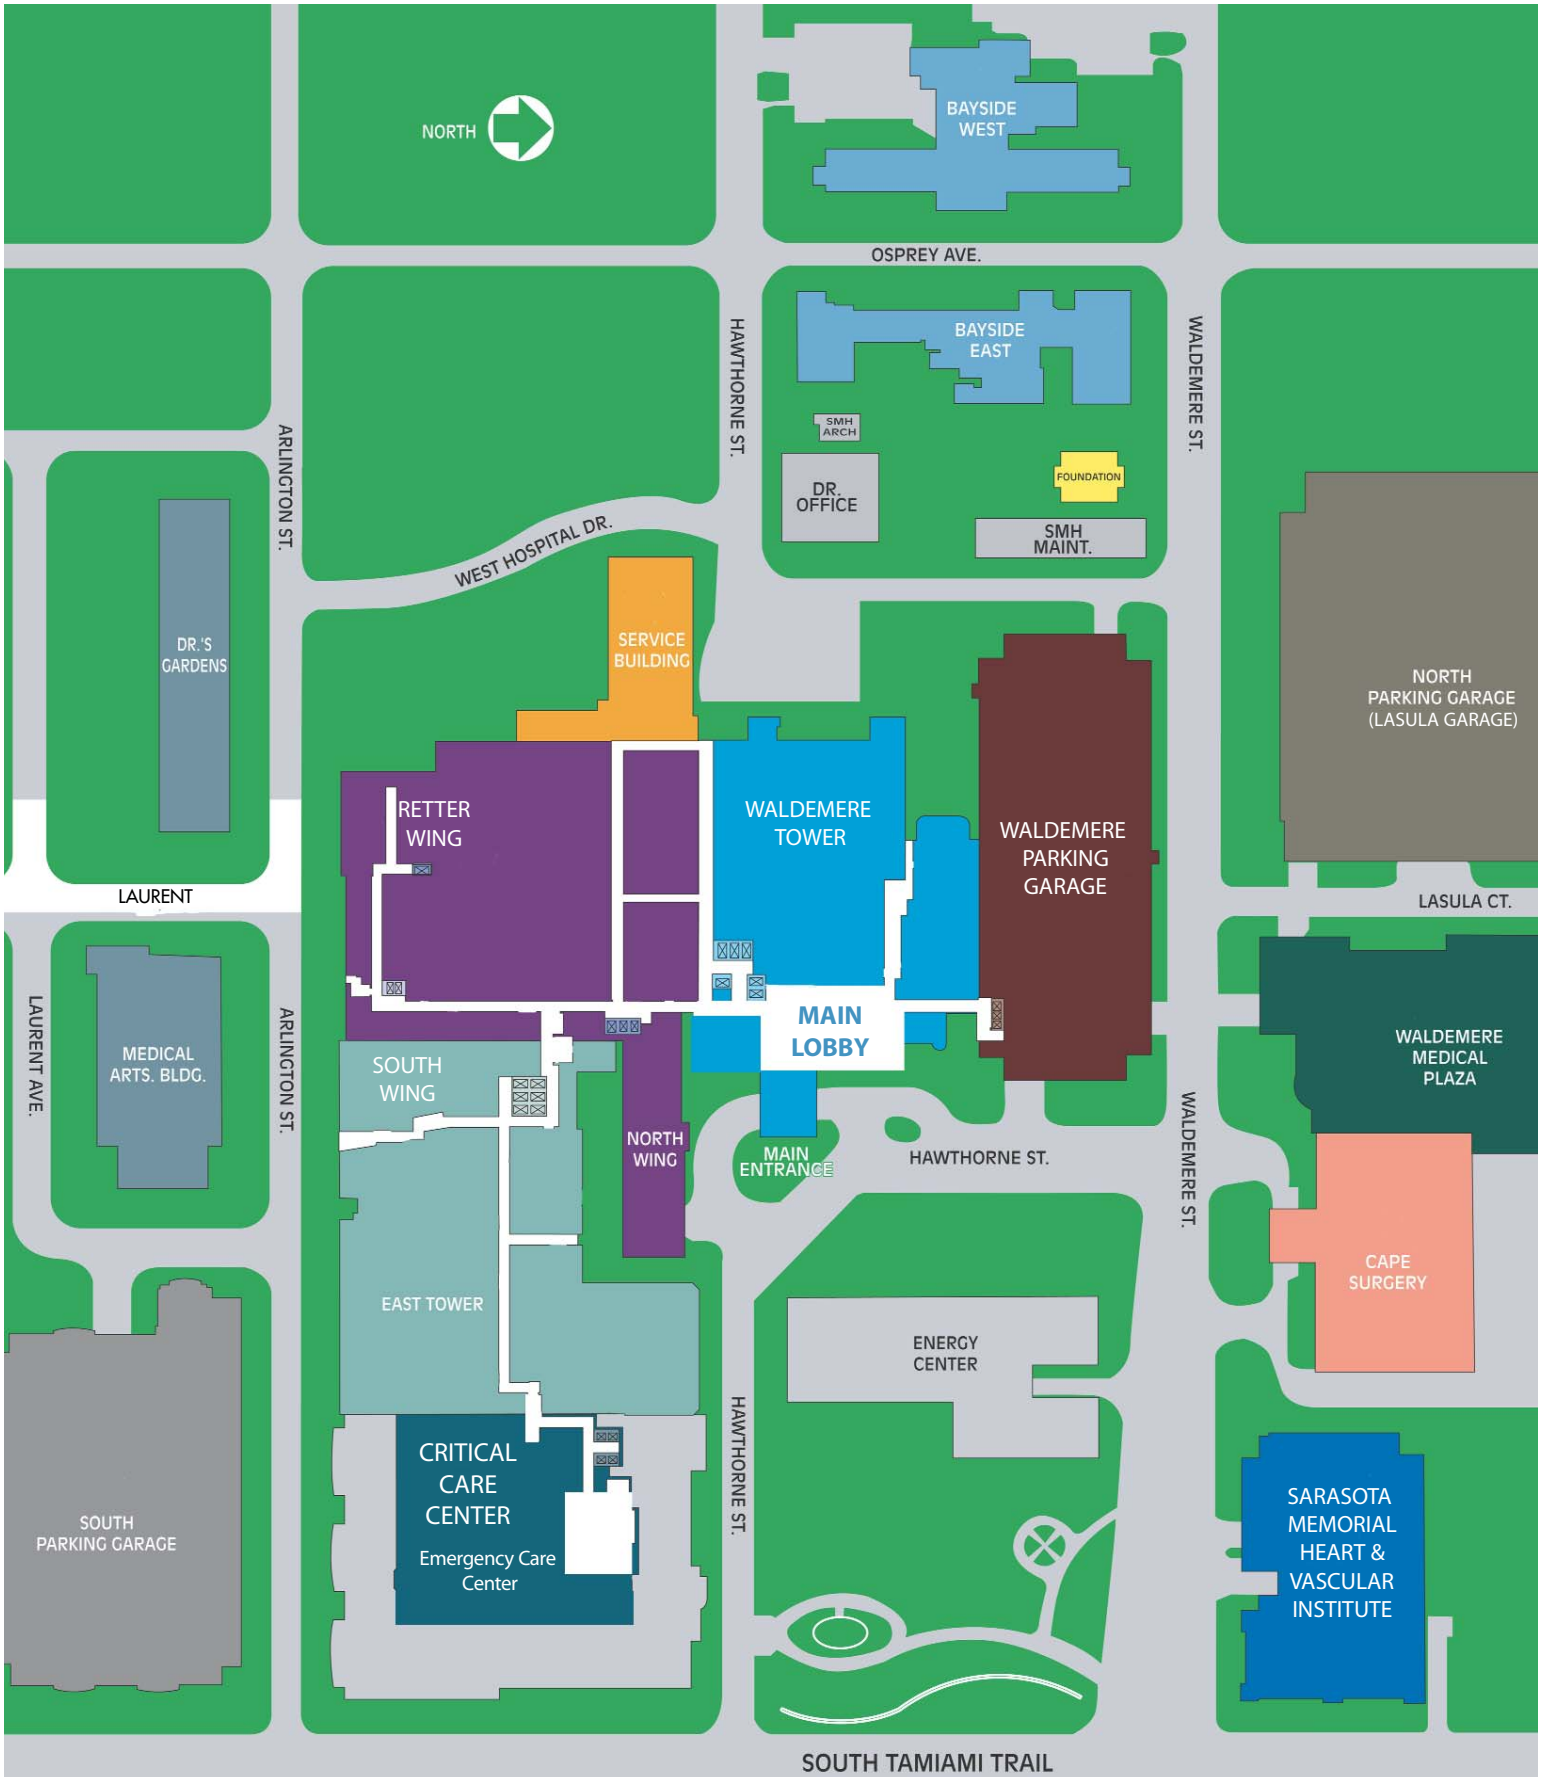 NORTH
BAYSIDE
WEST
OSPREY AVE.
HAWTHORNE ST.
BAYSIDE
EAST
WALDEMERE ST.
ARLINGTON ST.
SMH
ARCH
DR.
OFFICE
FOUNDATION
SMH
MAINT.
WEST HOSPITAL DR.
DR.'S
GARDENS
SERVICE
BUILDING
NORTH
PARKING GARAGE
(LASULA GARAGE)
RETTER
WING
WALDEMERE
TOWER
WALDEMERE
PARKING
GARAGE
LAURENT
LASULA CT.
LAURENT AVE.
MEDICAL
ARTS. BLDG.
ARLINGTON ST.
MAIN
LOBBY
SOUTH
WING
WALDEMERE
MEDICAL
PLAZA
NORTH
WING
MAIN
ENTRANCE
HAWTHORNE ST.
WALDEMERE ST.
EAST TOWER
CAPE
SURGERY
ENERGY
CENTER
HAWTHORNE ST.
CRITICAL
CARE
CENTER
Emergency Care
Center
SOUTH
PARKING GARAGE
SARASOTA
MEMORIAL
HEART &
VASCULAR
INSTITUTE
SOUTH TAMIAMI TRAIL